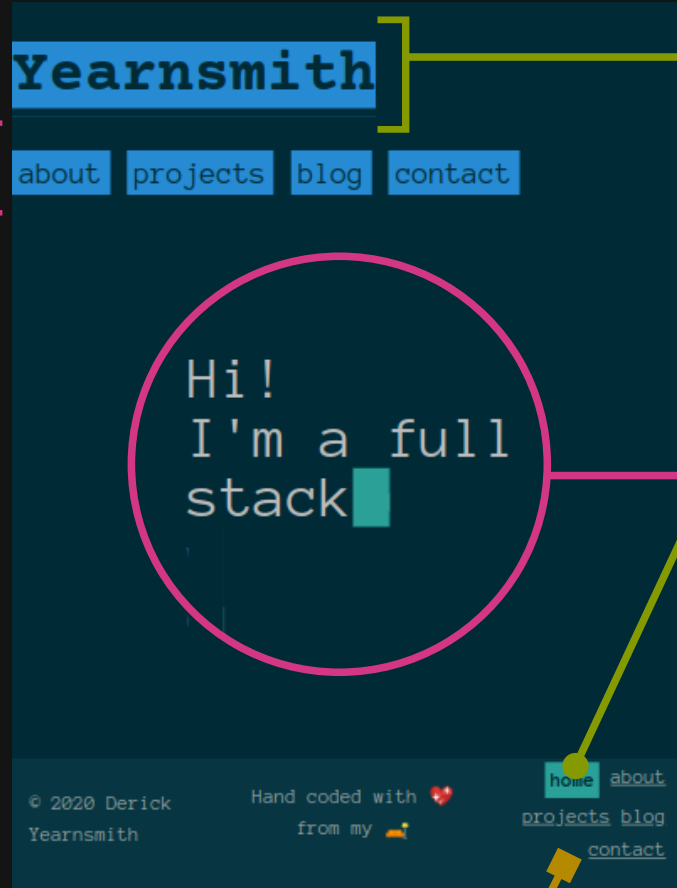 Yearnsmith
about projects blog contact
Hi!
I'm a full
stack
© 2020 Derick
Yearnsmith
Hand coded with 💖
from my 🛋️
home about
projects blog
contact